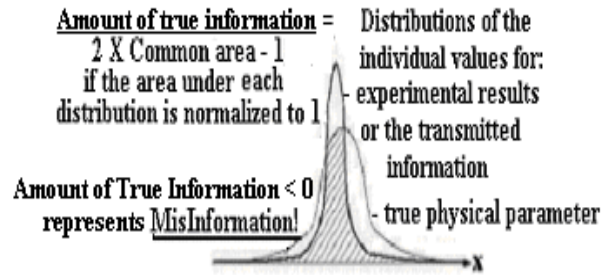 Amount of true information =
2 X Common area - 1
if the area under each
distribution is normalized to 1
Distributions of the
individual values for:
- experimental results
or the transmitted
information
- true physical parameter
Amount of True Information < 0
represents MisInformation!
x